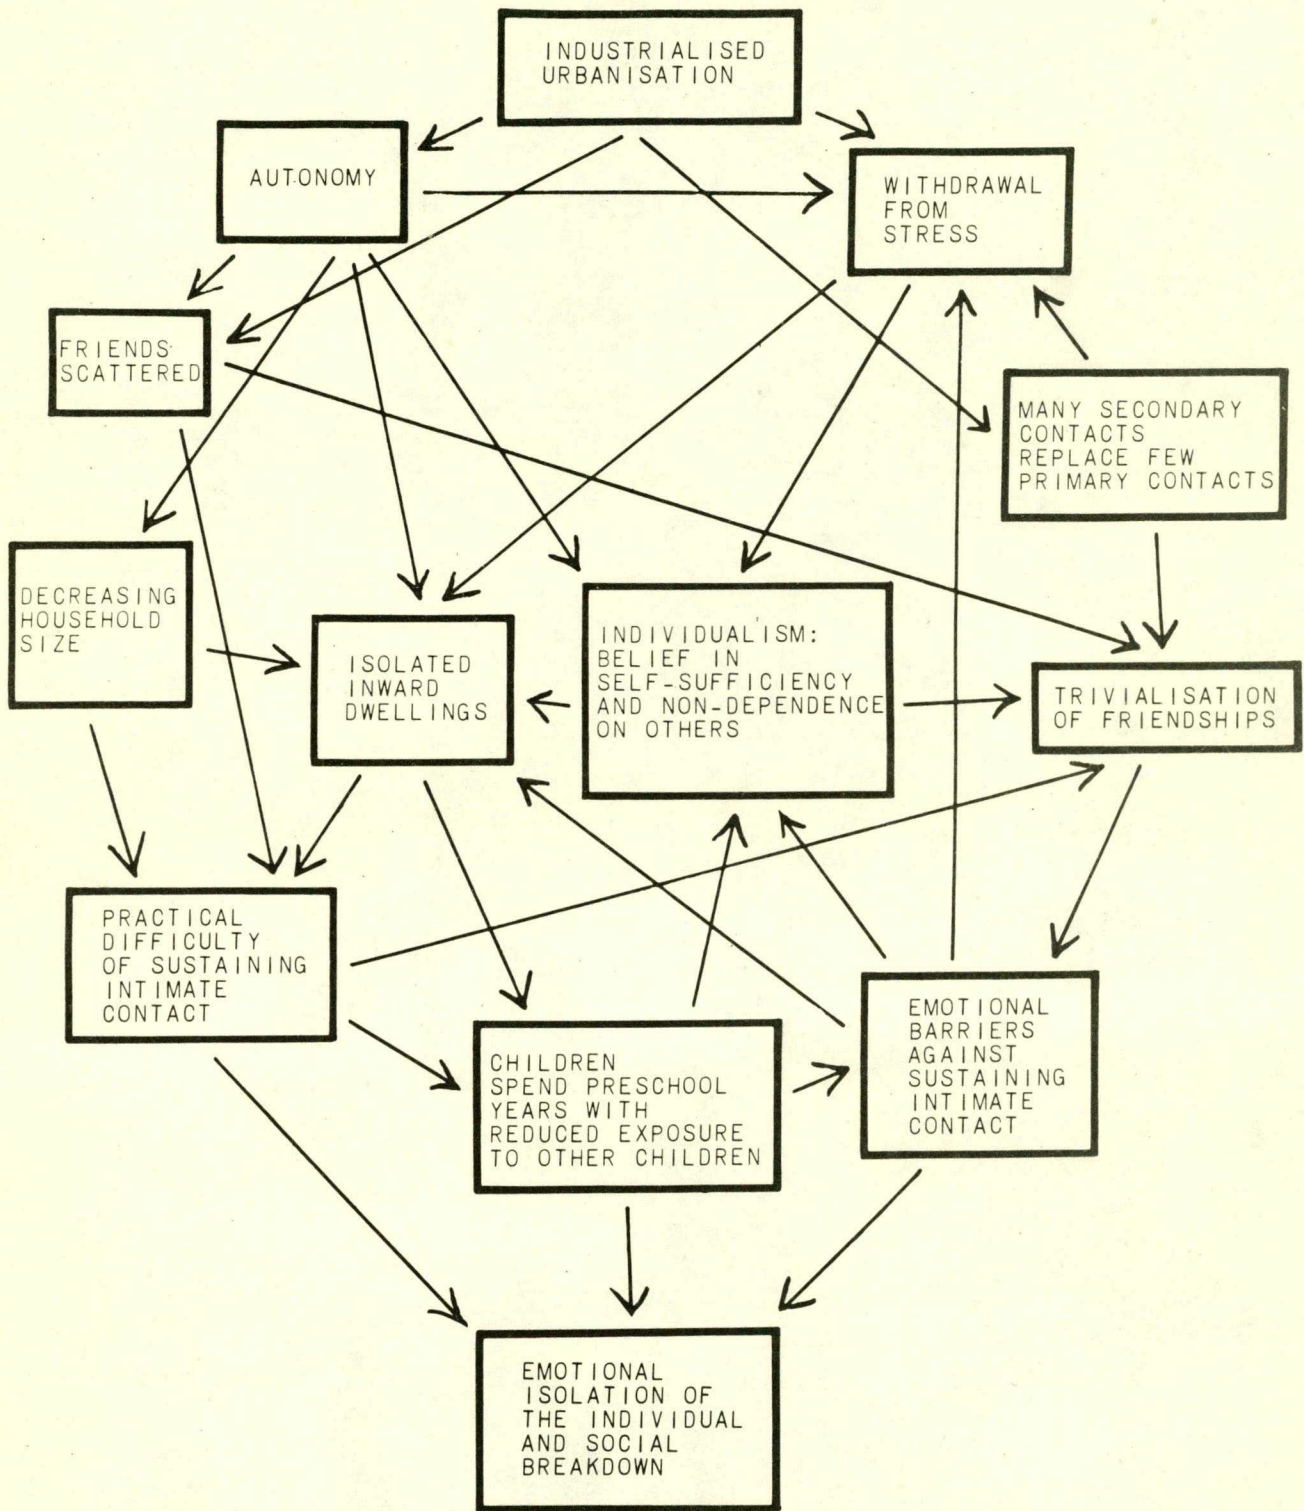 INDUSTRIALISED
URBANISATION
AUTONOMY
WITHDRAWAL
FROM
STRESS
FRIENDS
SCATTERED
MANY SECONDARY
CONTACTS
REPLACE FEW
PRIMARY CONTACTS
DECREASING
HOUSEHOLD
SIZE
ISOLATED
INWARD
DWELLINGS
INDIVIDUALISM:
BELIEF IN
SELF-SUFFICIENCY
AND NON-DEPENDENCE
ON OTHERS
TRIVIALISATION
OF FRIENDSHIPS
PRACTICAL
DIFFICULTY
OF SUSTAINING
INTIMATE
CONTACT
CHILDREN
SPEND PRESCHOOL
YEARS WITH
REDUCED EXPOSURE
TO OTHER CHILDREN
EMOTIONAL
BARRIERS
AGAINST
SUSTAINING
INTIMATE
CONTACT
EMOTIONAL
ISOLATION OF
THE INDIVIDUAL
AND SOCIAL
BREAKDOWN